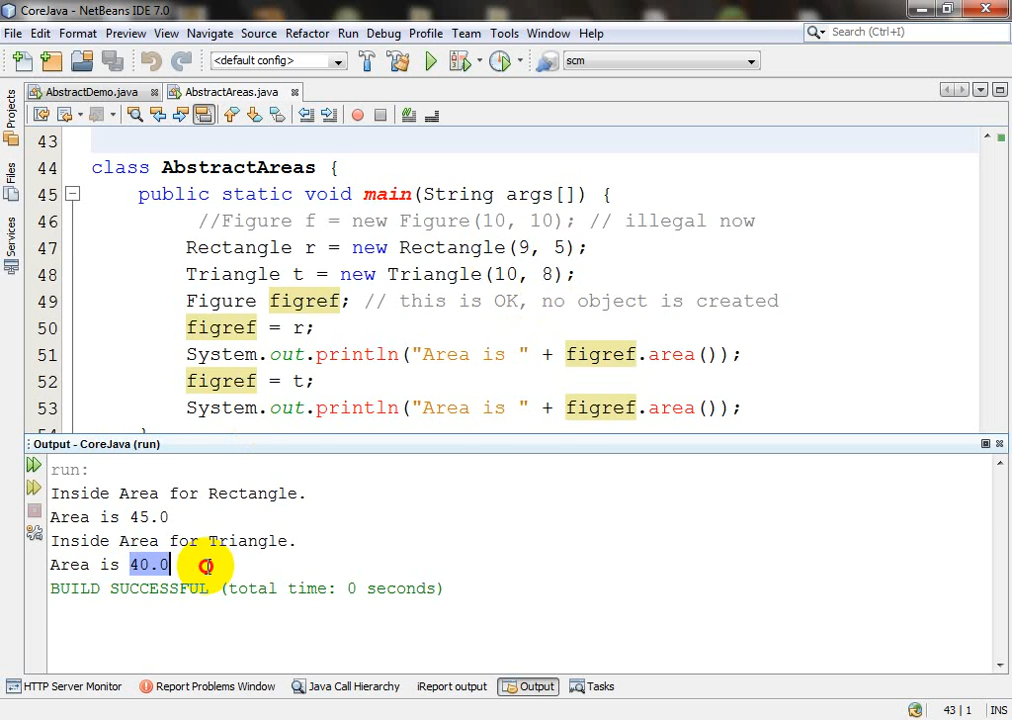 CoreJava - NetBeans IDE 7.0
File Edit Format Preview View Navigate Source Refactor Run Debug Profile Team Tools Window Help
Search (Ctrl+I)
<default config>
scm
AbstractDemo.java
AbstractAreas.java
Projects
Files
Services
43
44 class AbstractAreas {
45 public static void main(String args[]) {
46 //Figure f = new Figure(10, 10); // illegal now
47 Rectangle r = new Rectangle(9, 5);
48 Triangle t = new Triangle(10, 8);
49 Figure figref; // this is OK, no object is created
50 figref = r;
51 System.out.println("Area is " + figref.area());
52 figref = t;
53 System.out.println("Area is " + figref.area());
Output - CoreJava (run)
run:
Inside Area for Rectangle.
Area is 45.0
Inside Area for Triangle.
Area is 40.0
BUILD SUCCESSFUL (total time: 0 seconds)
HTTP Server Monitor Report Problems Window Java Call Hierarchy iReport output Output Tasks
43 | 1 INS